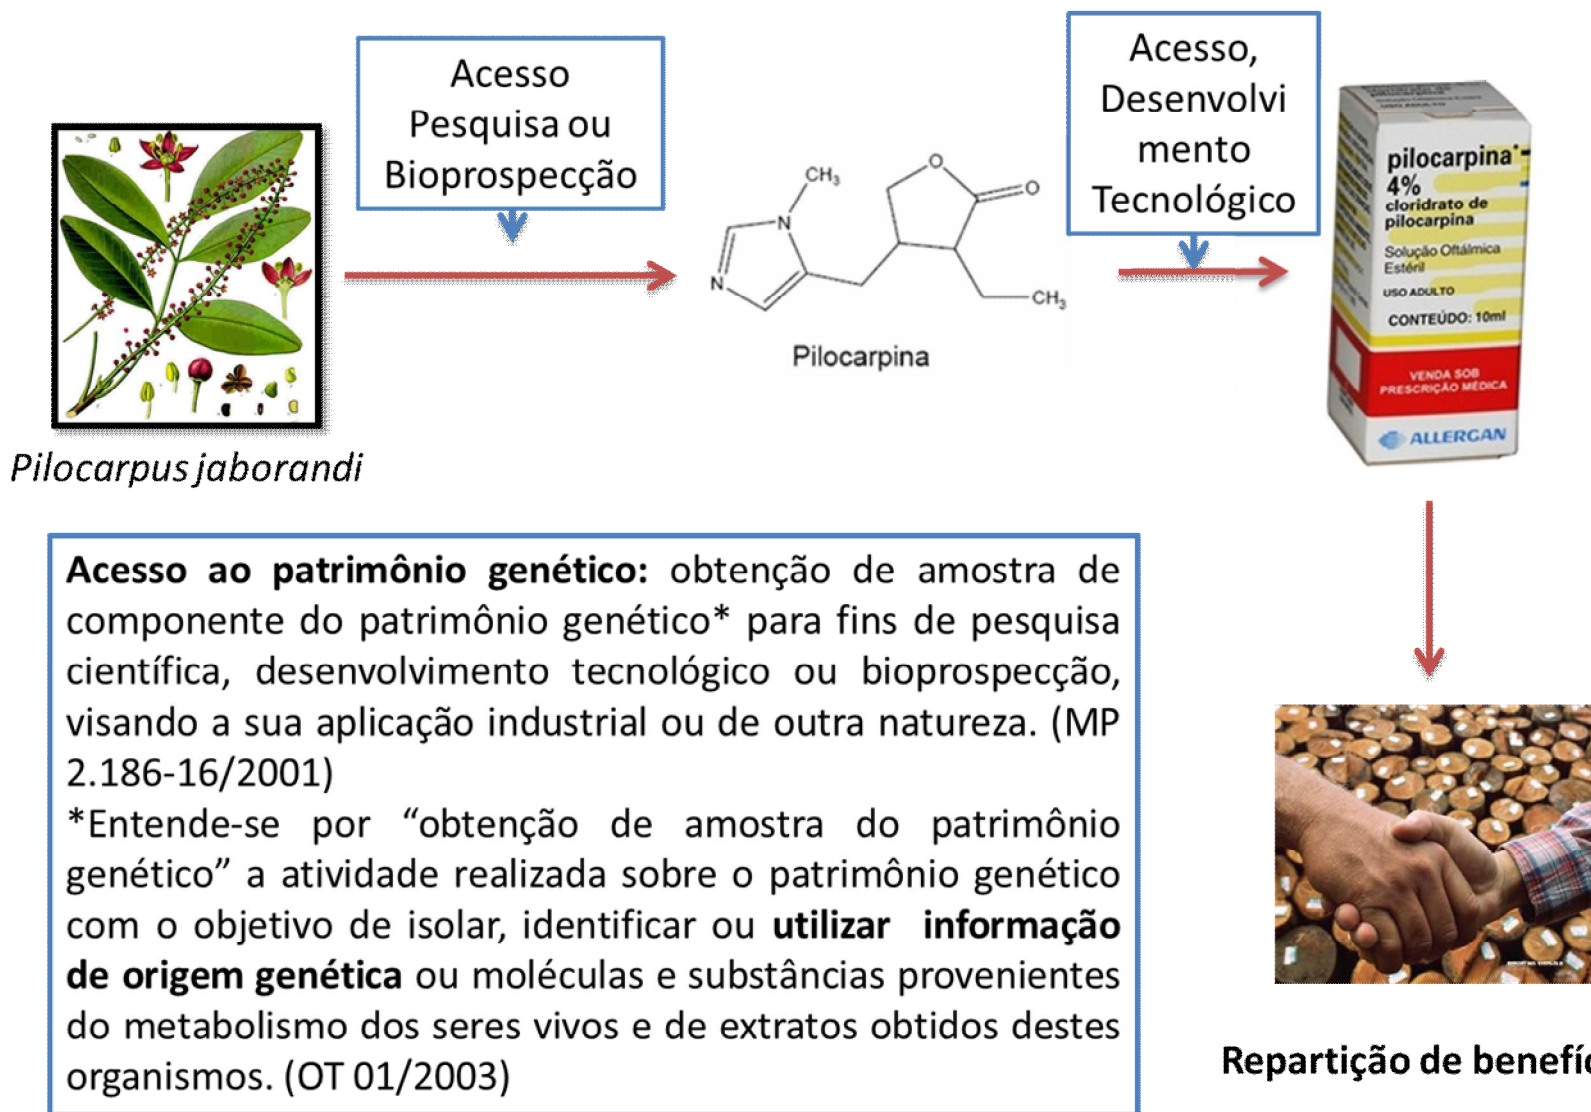 Acesso
Pesquisa ou
Bioprospecção
Acesso,
Desenvolvi
mento
Tecnológico
CH₃
N
N
O
O
CH₃
Pilocarpina
pilocarpina
4%
cloridrato de
pilocarpina
Solução Oftálmica
Estéril
USO ADULTO
CONTEÚDO: 10ml
VENDA SOB
PRESCRIÇÃO MÉDICA
ALLERGAN
Pilocarpus jaborandi
Acesso ao patrimônio genético: obtenção de amostra de
componente do patrimônio genético* para fins de pesquisa
científica, desenvolvimento tecnológico ou bioprospecção,
visando a sua aplicação industrial ou de outra natureza. (MP
2.186-16/2001)
*Entende-se por “obtenção de amostra do patrimônio
genético” a atividade realizada sobre o patrimônio genético
com o objetivo de isolar, identificar ou utilizar informação
de origem genética ou moléculas e substâncias provenientes
do metabolismo dos seres vivos e de extratos obtidos destes
organismos. (OT 01/2003)
Repartição de benefíc